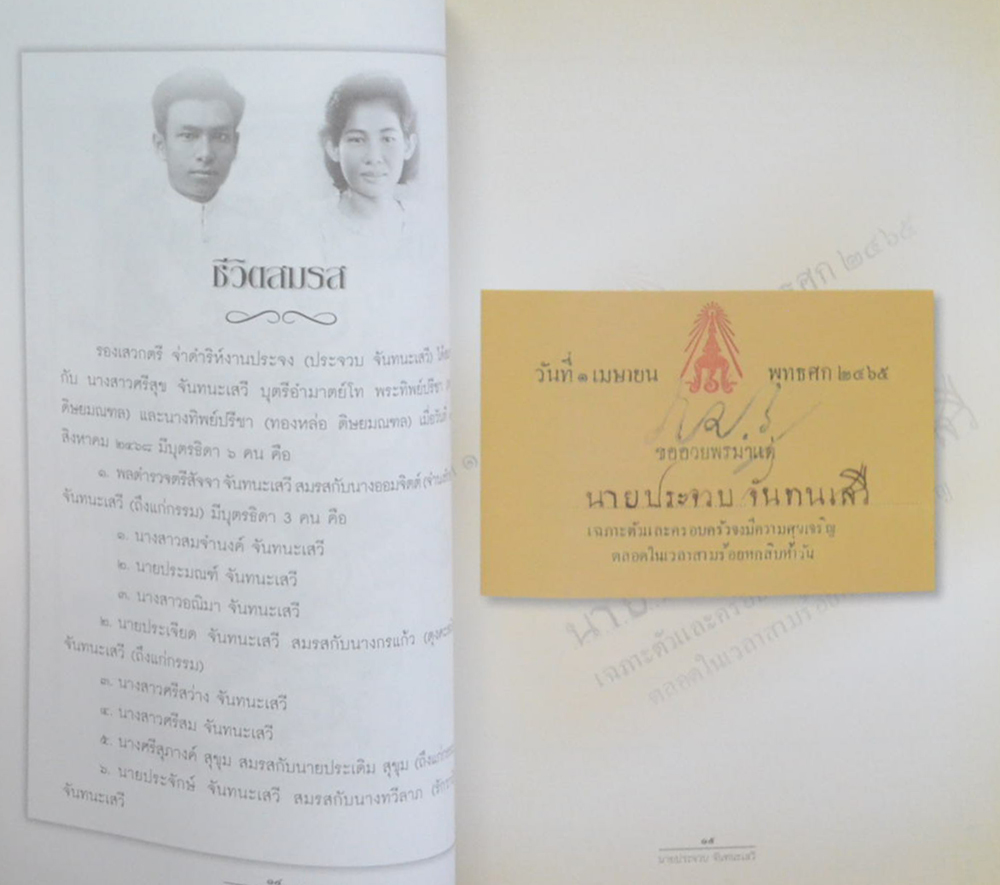 ชีวิตสมรส
รองเสวกตรี จ่าดำริห์งานประจง (ประจวบ จันทนะเสวี)
กับ นางสาวศรีสุข จันทนะเสวี บุตรีอำมาตย์โท พระทิพย์ปรีชา
ดิษยมณฑล) และนางทิพย์ปรีชา (ทองหล่อ ดิษยมณฑล) เมื่อวันที่
สิงหาคม ๒๔๖๘ มีบุตรธิดา ๖ คน คือ
๑. พลตำรวจตรีสัจจา จันทนะเสวี สมรสกับนางออมจิตต์
จันทนะเสวี (ถึงแก่กรรม) มีบุตรธิดา 3 คน คือ
๑. นางสาวสมจำนงค์ จันทนะเสวี
๒. นายประมณฑ์ จันทนะเสวี
๓. นางสาวอณิมา จันทนะเสวี
๒. นายประเจียด จันทนะเสวี สมรสกับนางกรแก้ว
จันทนะเสวี (ถึงแก่กรรม)
๓. นางสาวศรีสว่าง จันทนะเสวี
๔. นางสาวศรีสม จันทนะเสวี
๕. นางศรีสุภางค์ สุขุม สมรสกับนายประเดิม สุขุม
๖. นายประจักษ์ จันทนะเสวี สมรสกับนางทวีลาภ
จันทนะเสวี
วันที่ ๑ เมษายน พุทธศก ๒๔๖๕
ขออวยพรมาแด่
นายประจวบ จันทนเสวี
เฉภาะตัวและครอบครัวจงมีความศุขเจริญ
ตลอดในเวลาสามร้อยหกสิบห้าวัน
๑๕
นายประจวบ จันทนะเสวี